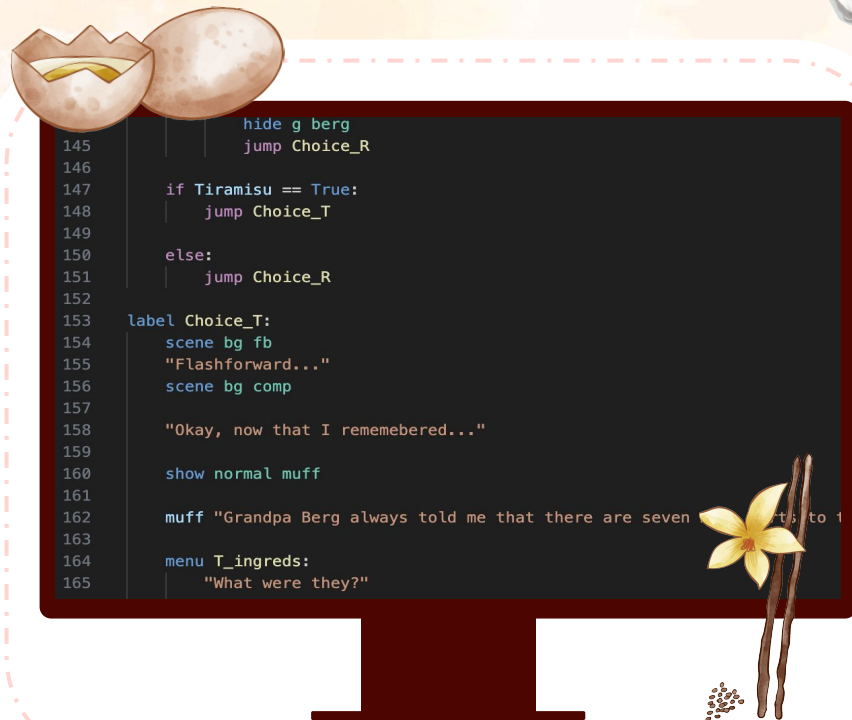 hide g berg
145 jump Choice_R
146
147 if Tiramisu == True:
148 jump Choice_T
149
150 else:
151 jump Choice_R
152
153 label Choice_T:
154 scene bg fb
155 "Flashforward..."
156 scene bg comp
157
158 "Okay, now that I rememebered..."
159
160 show normal muff
161
162 muff "Grandpa Berg always told me that there are seven to
163
164 menu T_ingreds:
165 "What were they?"